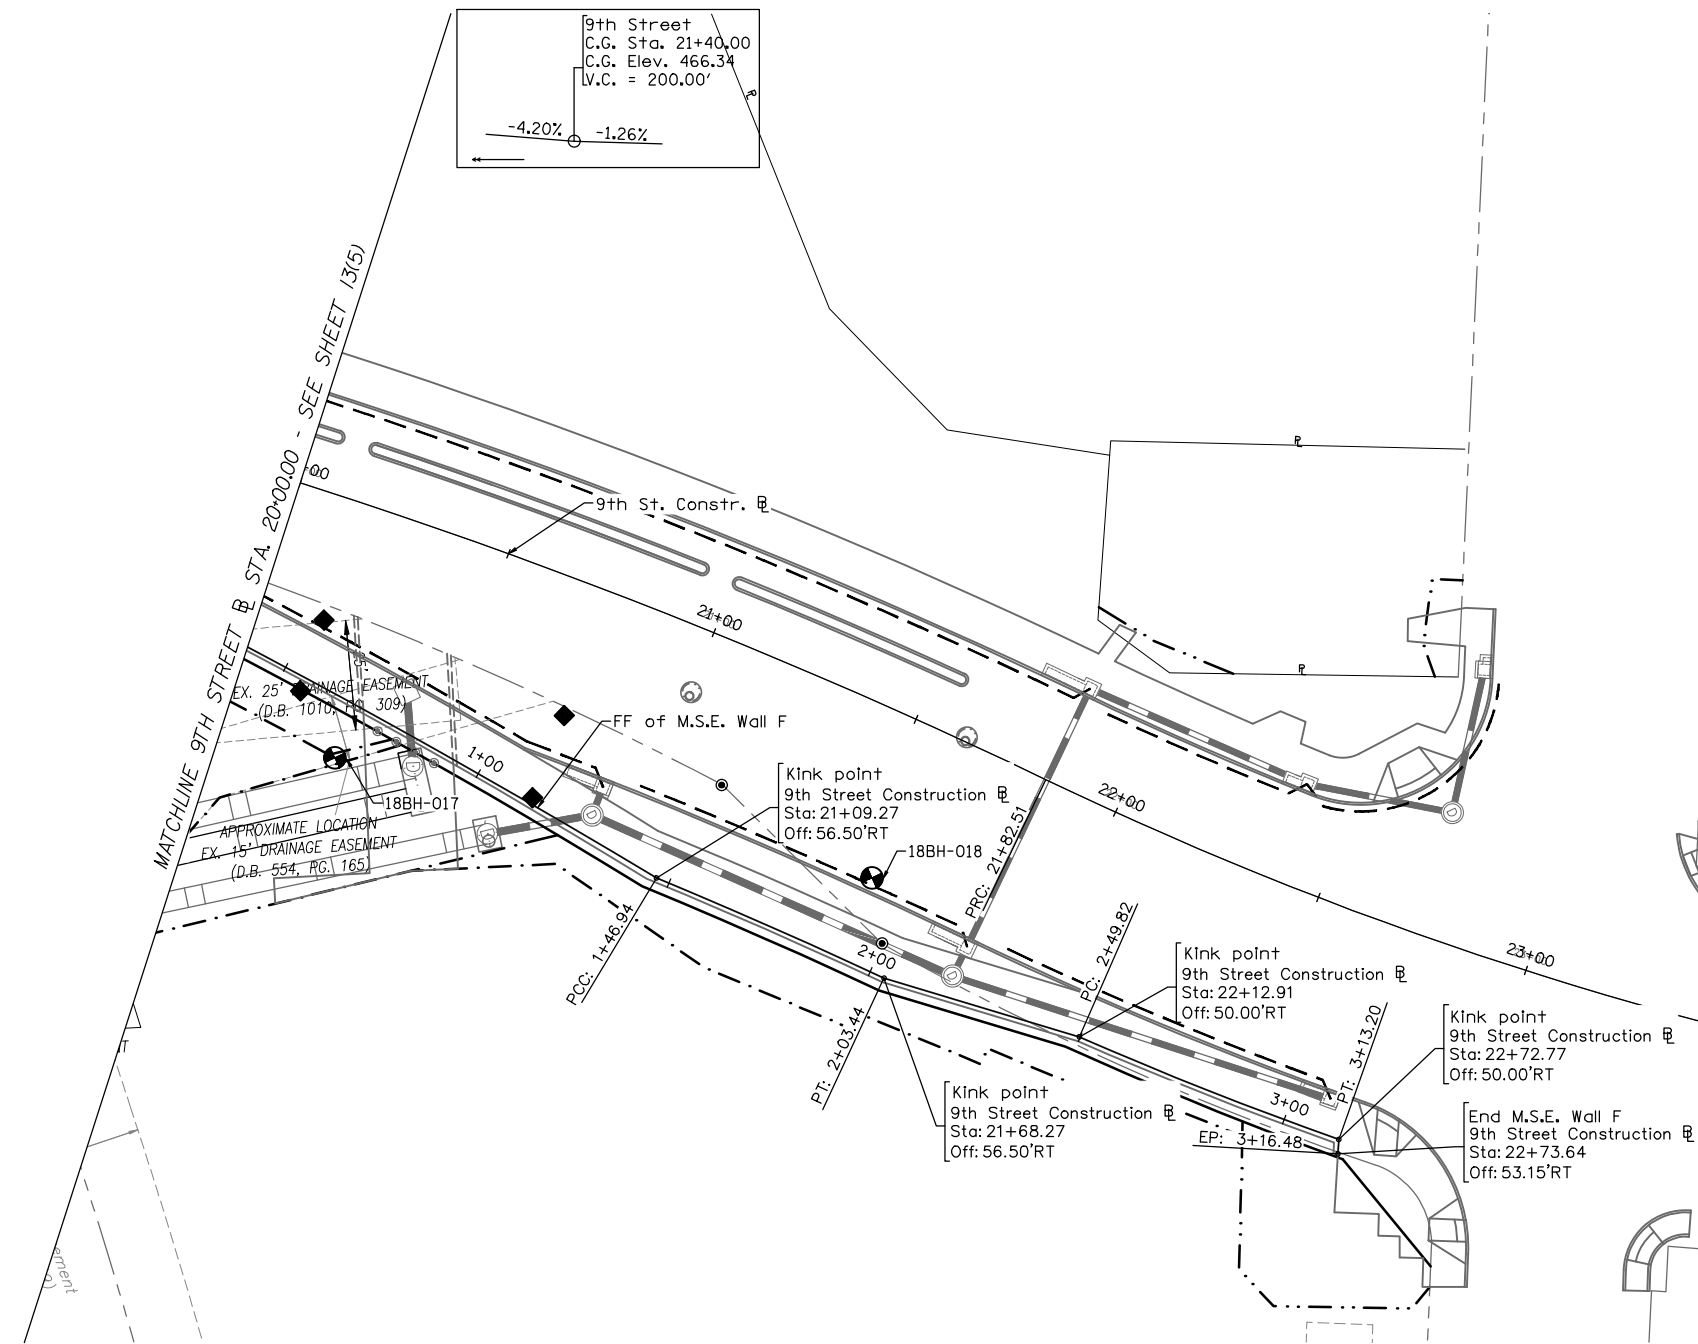 9th Street
C.G. Sta. 21+40.00
C.G. Elev. 466.34
V.C. = 200.00'
-4.20%
-1.26%
MATCHLINE 9TH STREET ⅊ STA. 20+00.00 - SEE SHEET 13(5)
9th St. Constr. ⅊
21+00
EX. 25' DRAINAGE EASEMENT
(D.B. 1010, PG. 309)
FF of M.S.E. Wall F
1+00
18BH-017
APPROXIMATE LOCATION
EX. 15' DRAINAGE EASEMENT
(D.B. 554, PG. 165)
Kink point
9th Street Construction ⅊
Sta: 21+09.27
Off: 56.50'RT
18BH-018
PRC: 21+82.51
22+00
PCC: 1+46.94
2+00
PT: 2+03.44
PC: 2+49.82
Kink point
9th Street Construction ⅊
Sta: 22+12.91
Off: 50.00'RT
23+00
Kink point
9th Street Construction ⅊
Sta: 22+72.77
Off: 50.00'RT
PT: 3+13.20
3+00
Kink point
9th Street Construction ⅊
Sta: 21+68.27
Off: 56.50'RT
EP: 3+16.48
End M.S.E. Wall F
9th Street Construction ⅊
Sta: 22+73.64
Off: 53.15'RT